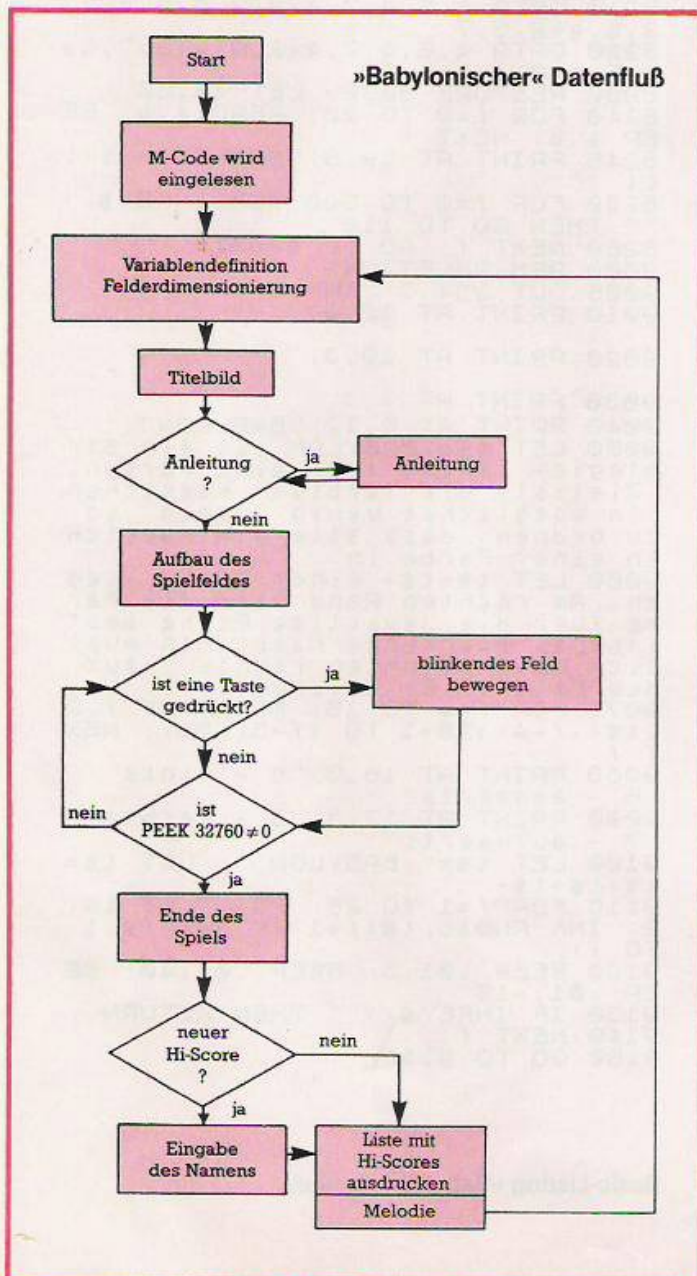 »Babylonischer« Datenfluß
Start
M-Code wird
eingelesen
Variablendefinition
Felderdimensionierung
Titelbild
Anleitung
?
ja
Anleitung
nein
Aufbau des
Spielfeldes
ist eine Taste
gedrückt?
ja
blinkendes Feld
bewegen
nein
nein
ist
PEEK 32760≠0
ja
Ende des
Spiels
neuer
Hi-Score
?
nein
ja
Eingabe
des Namens
Liste mit
Hi-Scores
ausdrucken
Melodie